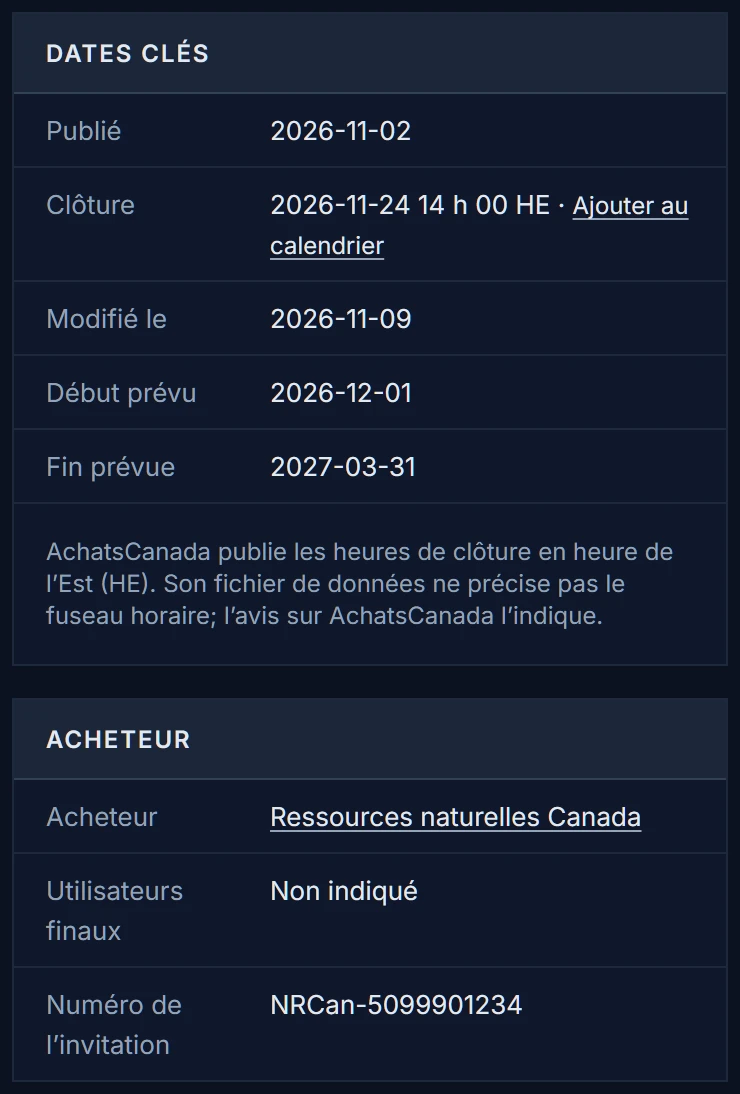 DATES CLÉS
Publié 2026-11-02
Clôture 2026-11-24 14 h 00 HE · Ajouter au
calendrier
Modifié le 2026-11-09
Début prévu 2026-12-01
Fin prévue 2027-03-31
AchatsCanada publie les heures de clôture en heure de
l’Est (HE). Son fichier de données ne précise pas le
fuseau horaire; l’avis sur AchatsCanada l’indique.
ACHETEUR
Acheteur Ressources naturelles Canada
Utilisateurs Non indiqué
finaux
Numéro de NRCan-5099901234
l’invitation